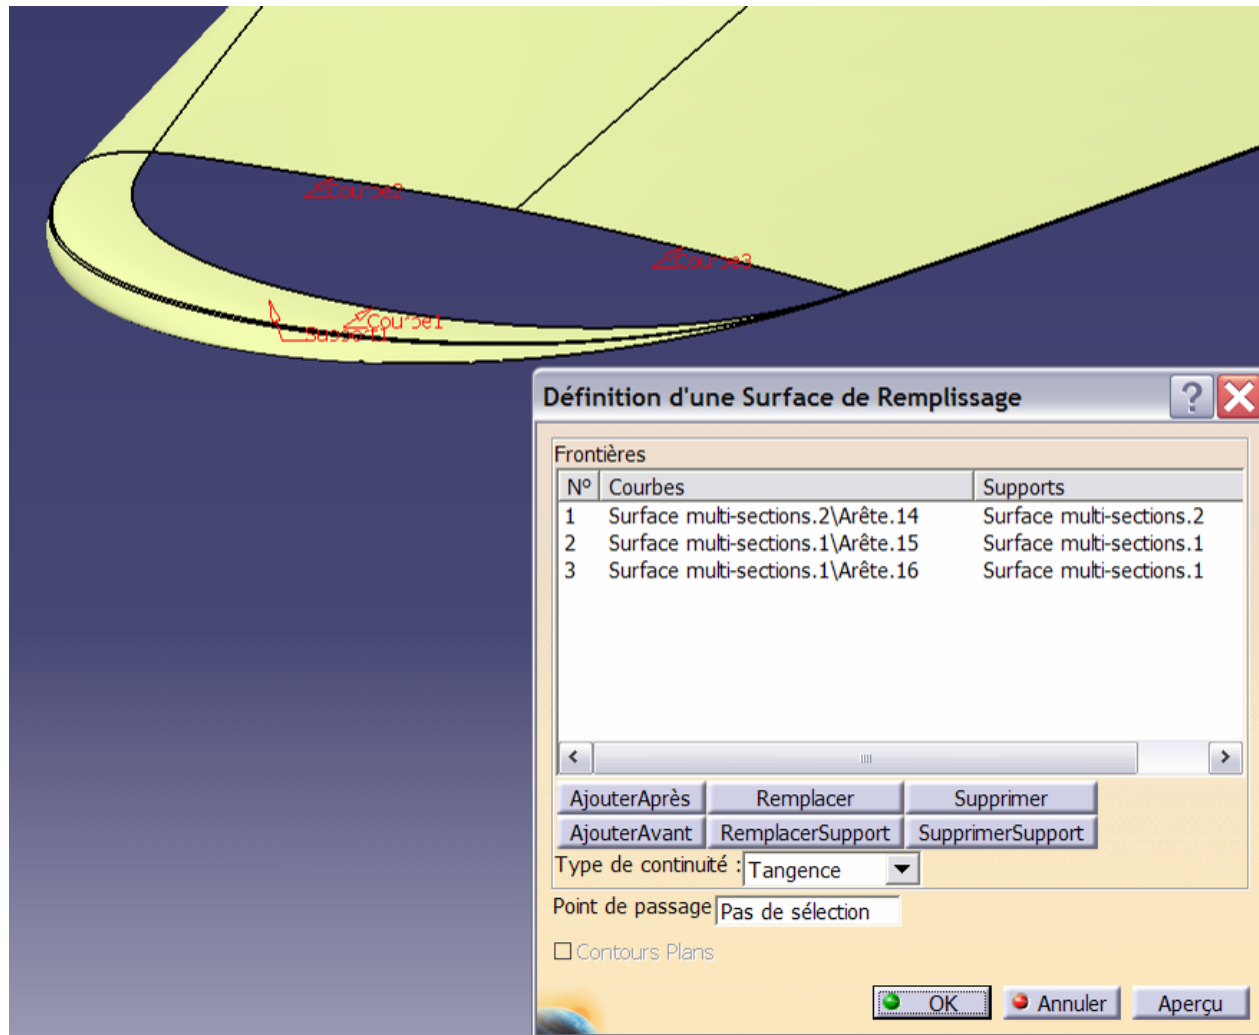 Courbe2
Courbe3
Courbe1
Support1
Définition d'une Surface de Remplissage
?
Frontières
Nº Courbes Supports
1 Surface multi-sections.2\Arête.14 Surface multi-sections.2
2 Surface multi-sections.1\Arête.15 Surface multi-sections.1
3 Surface multi-sections.1\Arête.16 Surface multi-sections.1
AjouterAprès Remplacer Supprimer
AjouterAvant RemplacerSupport SupprimerSupport
Type de continuité : Tangence
Point de passage Pas de sélection
Contours Plans
OK Annuler Aperçu